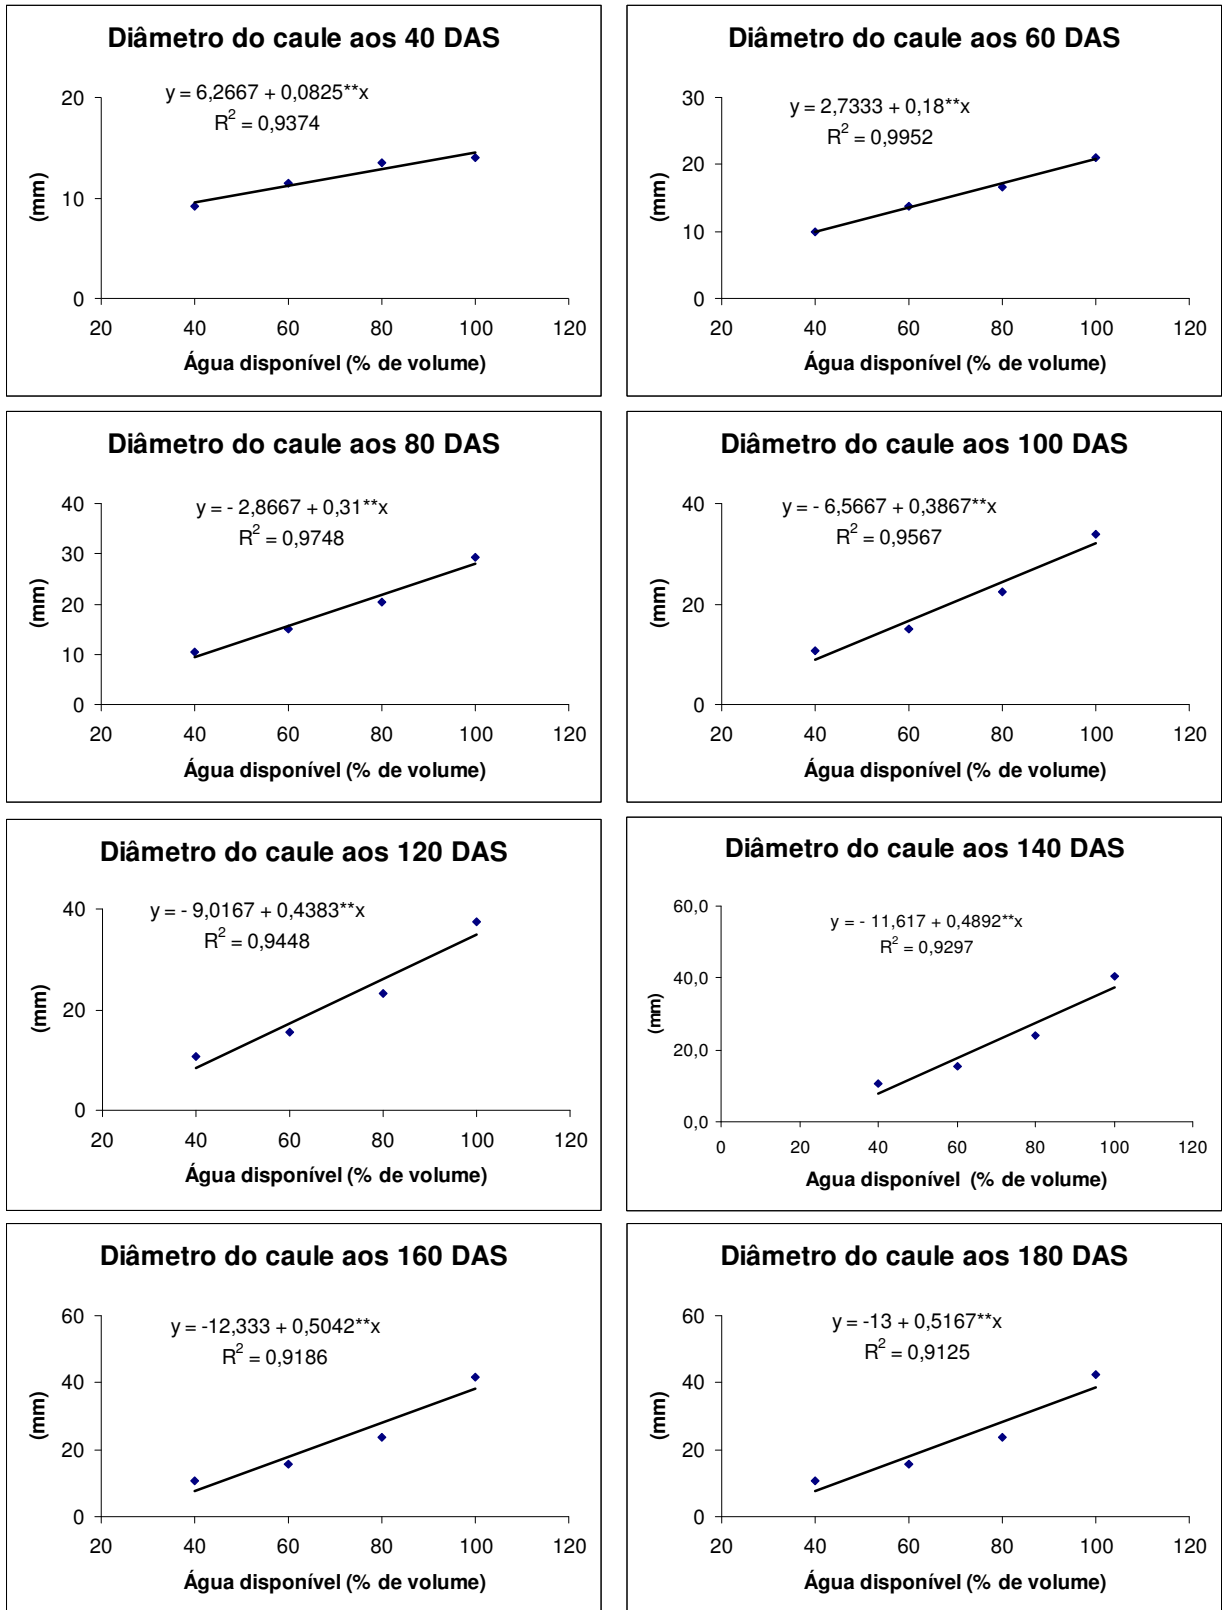 Diâmetro do caule aos 40 DAS
y = 6,2667 + 0,0825**x
R² = 0,9374
20
10
0
(mm)
20 40 60 80 100 120
Água disponível (% de volume)
Diâmetro do caule aos 60 DAS
y = 2,7333 + 0,18**x
R² = 0,9952
30
20
10
0
(mm)
20 40 60 80 100 120
Água disponível (% de volume)
Diâmetro do caule aos 80 DAS
y = - 2,8667 + 0,31**x
R² = 0,9748
40
30
20
10
0
(mm)
20 40 60 80 100 120
Água disponível (% de volume)
Diâmetro do caule aos 100 DAS
y = - 6,5667 + 0,3867**x
R² = 0,9567
40
20
0
(mm)
20 40 60 80 100 120
Água disponível (% de volume)
Diâmetro do caule aos 120 DAS
y = - 9,0167 + 0,4383**x
R² = 0,9448
40
20
0
(mm)
20 40 60 80 100 120
Água disponível (% de volume)
Diâmetro do caule aos 140 DAS
y = - 11,617 + 0,4892**x
R² = 0,9297
60,0
40,0
20,0
0,0
(mm)
0 20 40 60 80 100 120
Agua disponível (% de volume)
Diâmetro do caule aos 160 DAS
y = -12,333 + 0,5042**x
R² = 0,9186
60
40
20
0
(mm)
20 40 60 80 100 120
Água disponível (% de volume)
Diâmetro do caule aos 180 DAS
y = -13 + 0,5167**x
R² = 0,9125
60
40
20
0
(mm)
20 40 60 80 100 120
Água disponível (% de volume)